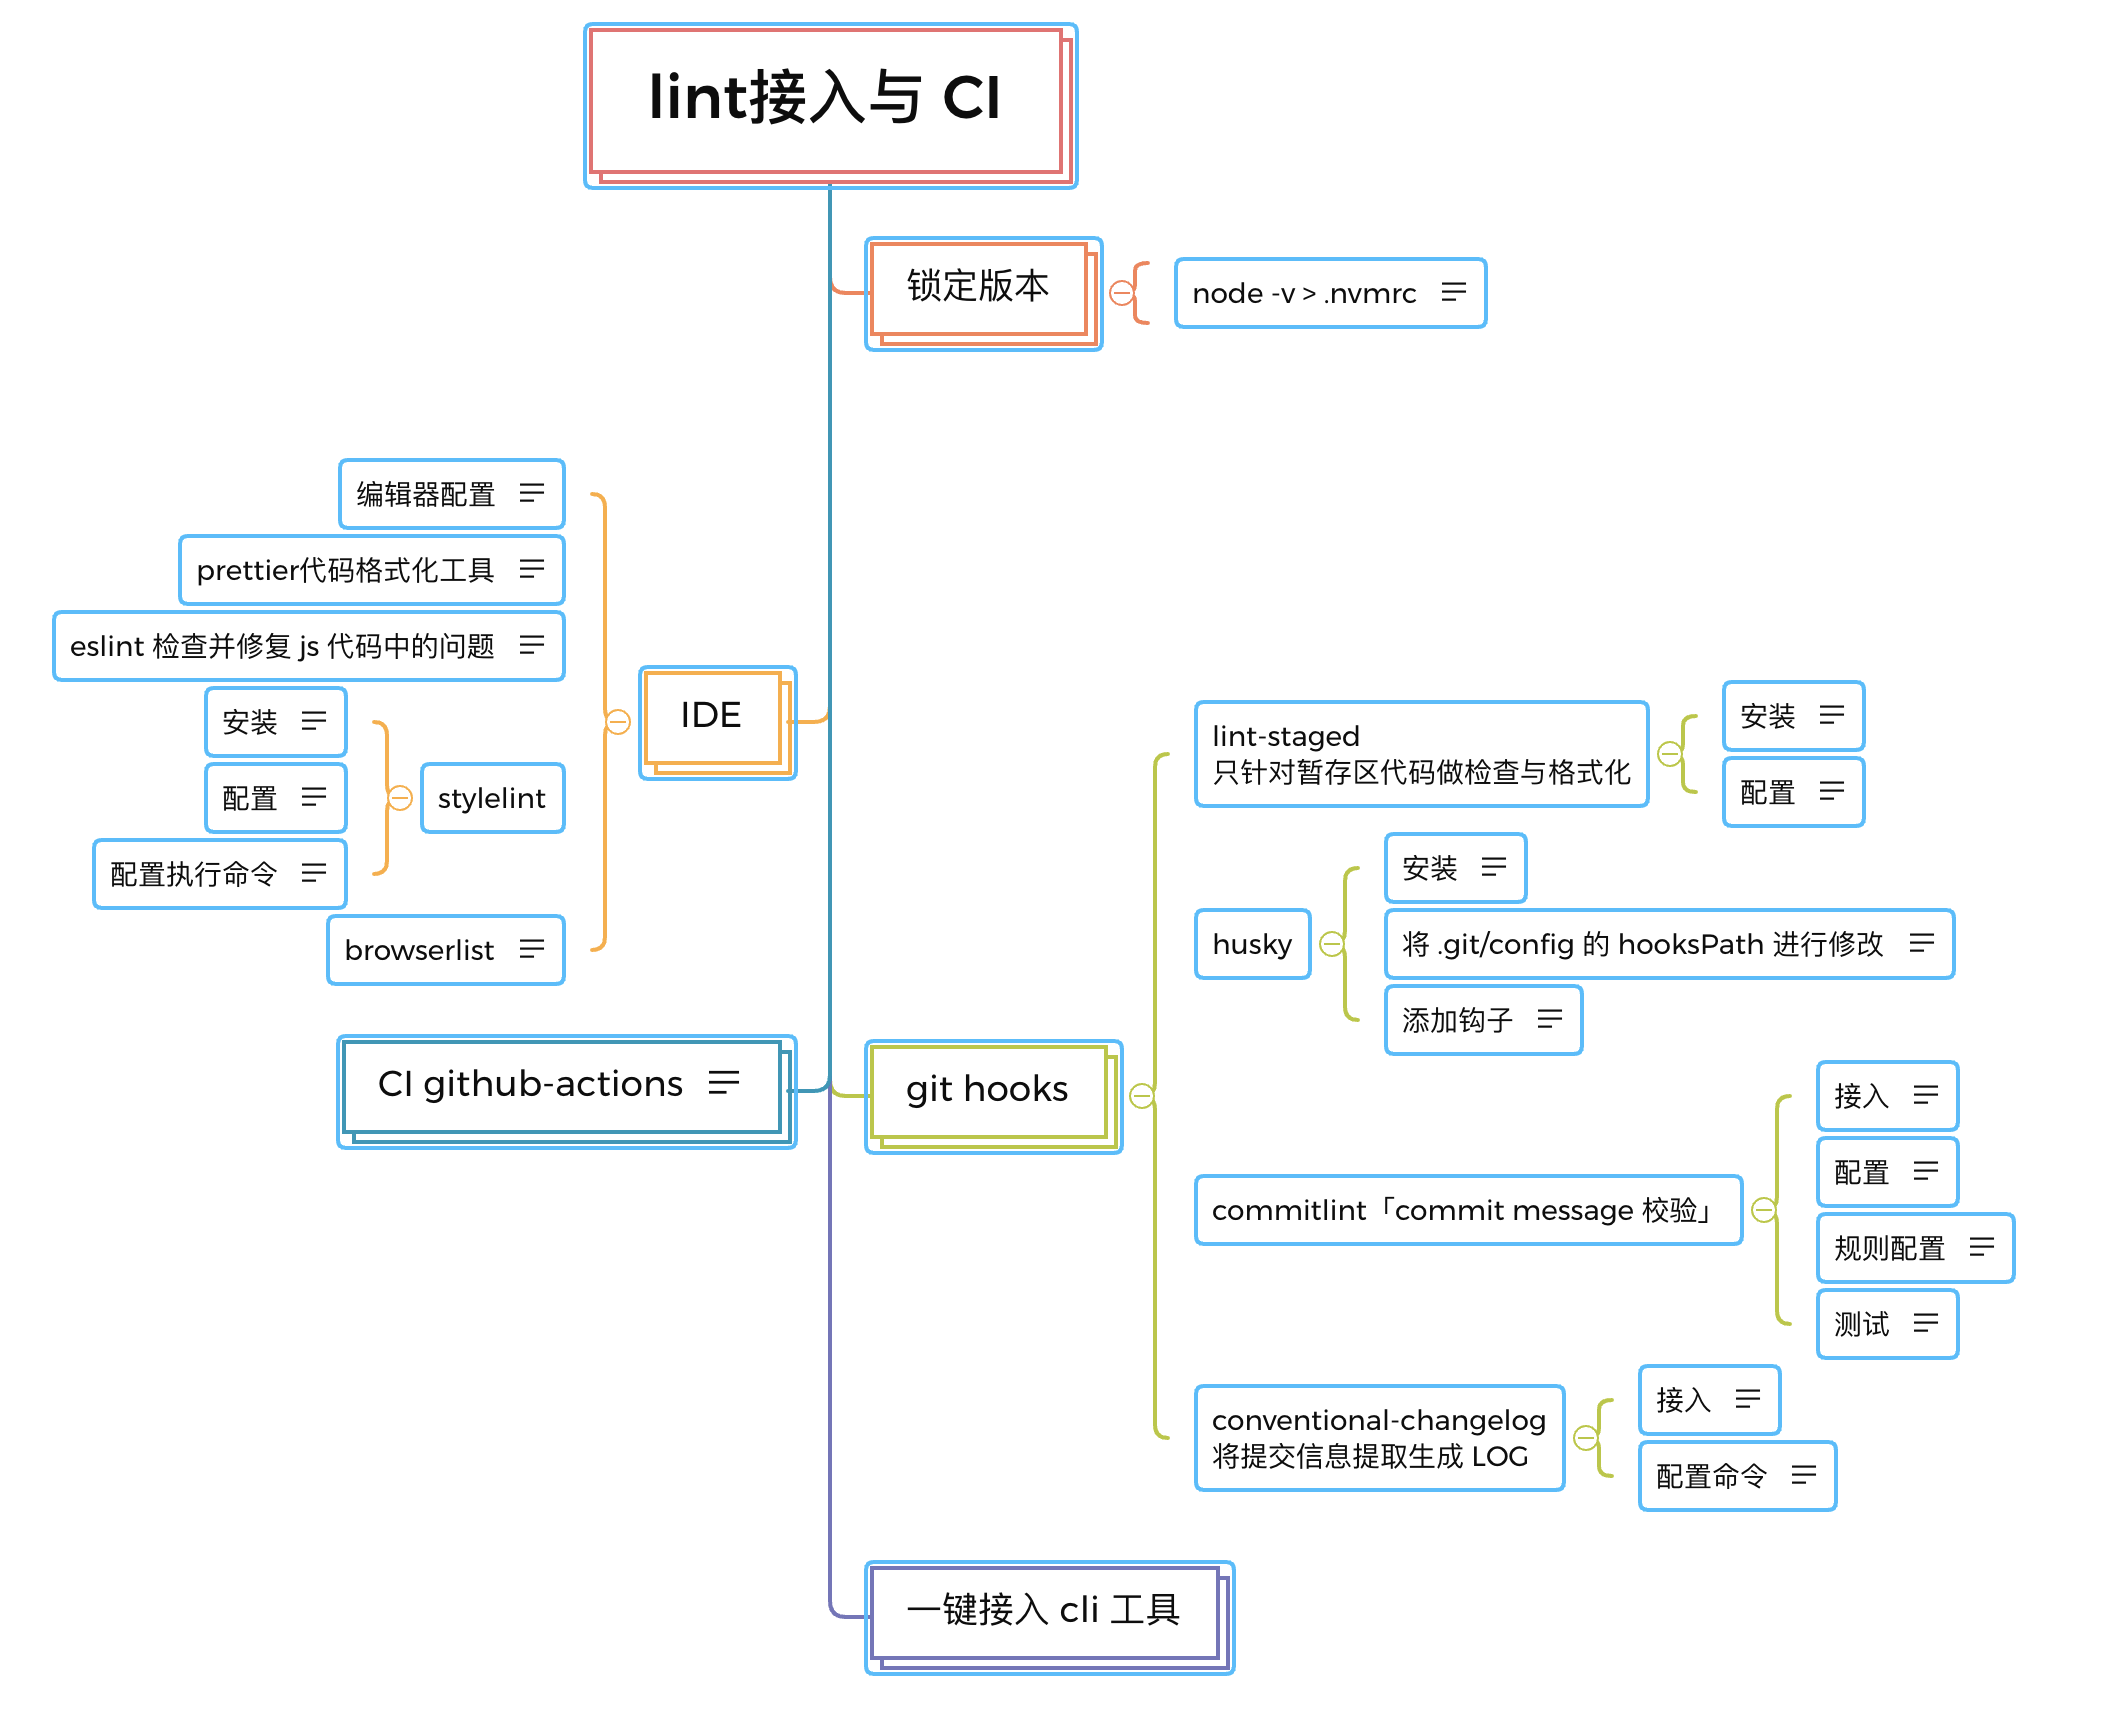 lint接入与 CI
锁定版本
node -v > .nvmrc
编辑器配置
prettier代码格式化工具
eslint 检查并修复 js 代码中的问题
IDE
安装
配置
stylelint
配置执行命令
browserlist
CI github-actions
git hooks
lint-staged
只针对暂存区代码做检查与格式化
安装
配置
husky
安装
将 .git/config 的 hooksPath 进行修改
添加钩子
commitlint「commit message 校验」
接入
配置
规则配置
测试
conventional-changelog
将提交信息提取生成 LOG
接入
配置命令
一键接入 cli 工具